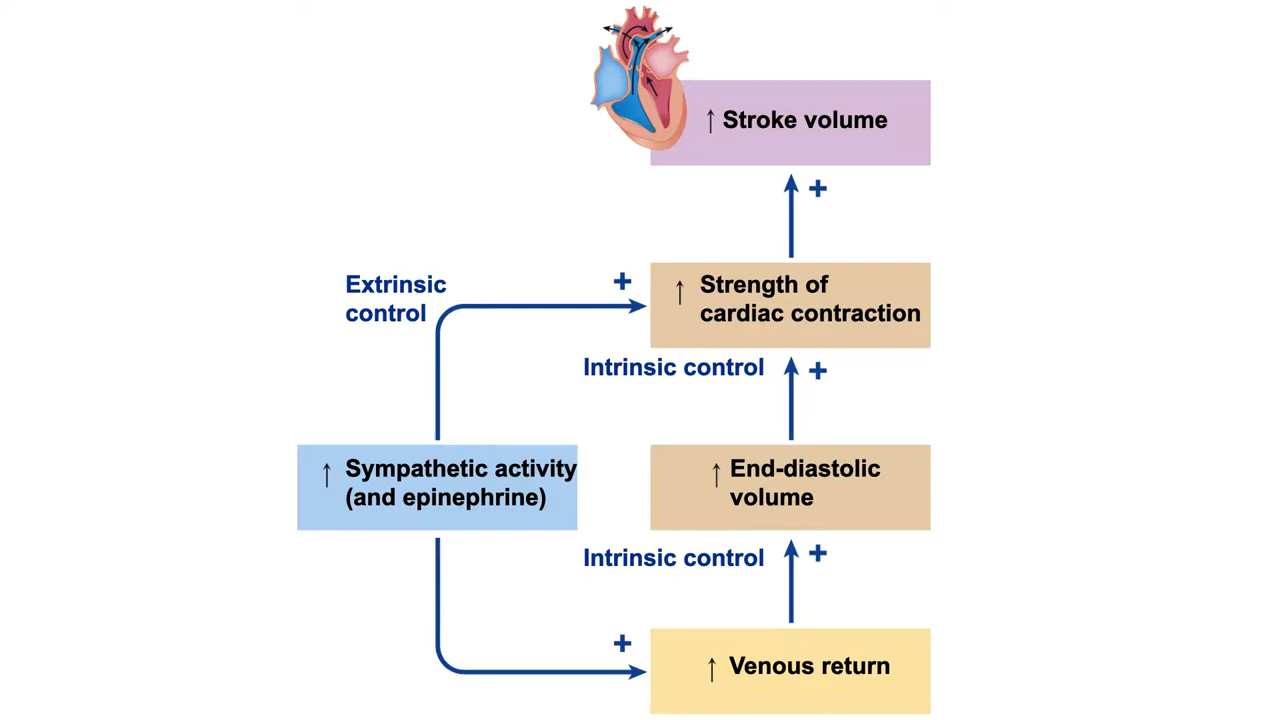 ↑ Stroke volume
+
Extrinsic
control
+
↑ Strength of
cardiac contraction
Intrinsic control
+
↑ Sympathetic activity
(and epinephrine)
↑ End-diastolic
volume
Intrinsic control
+
+
↑ Venous return